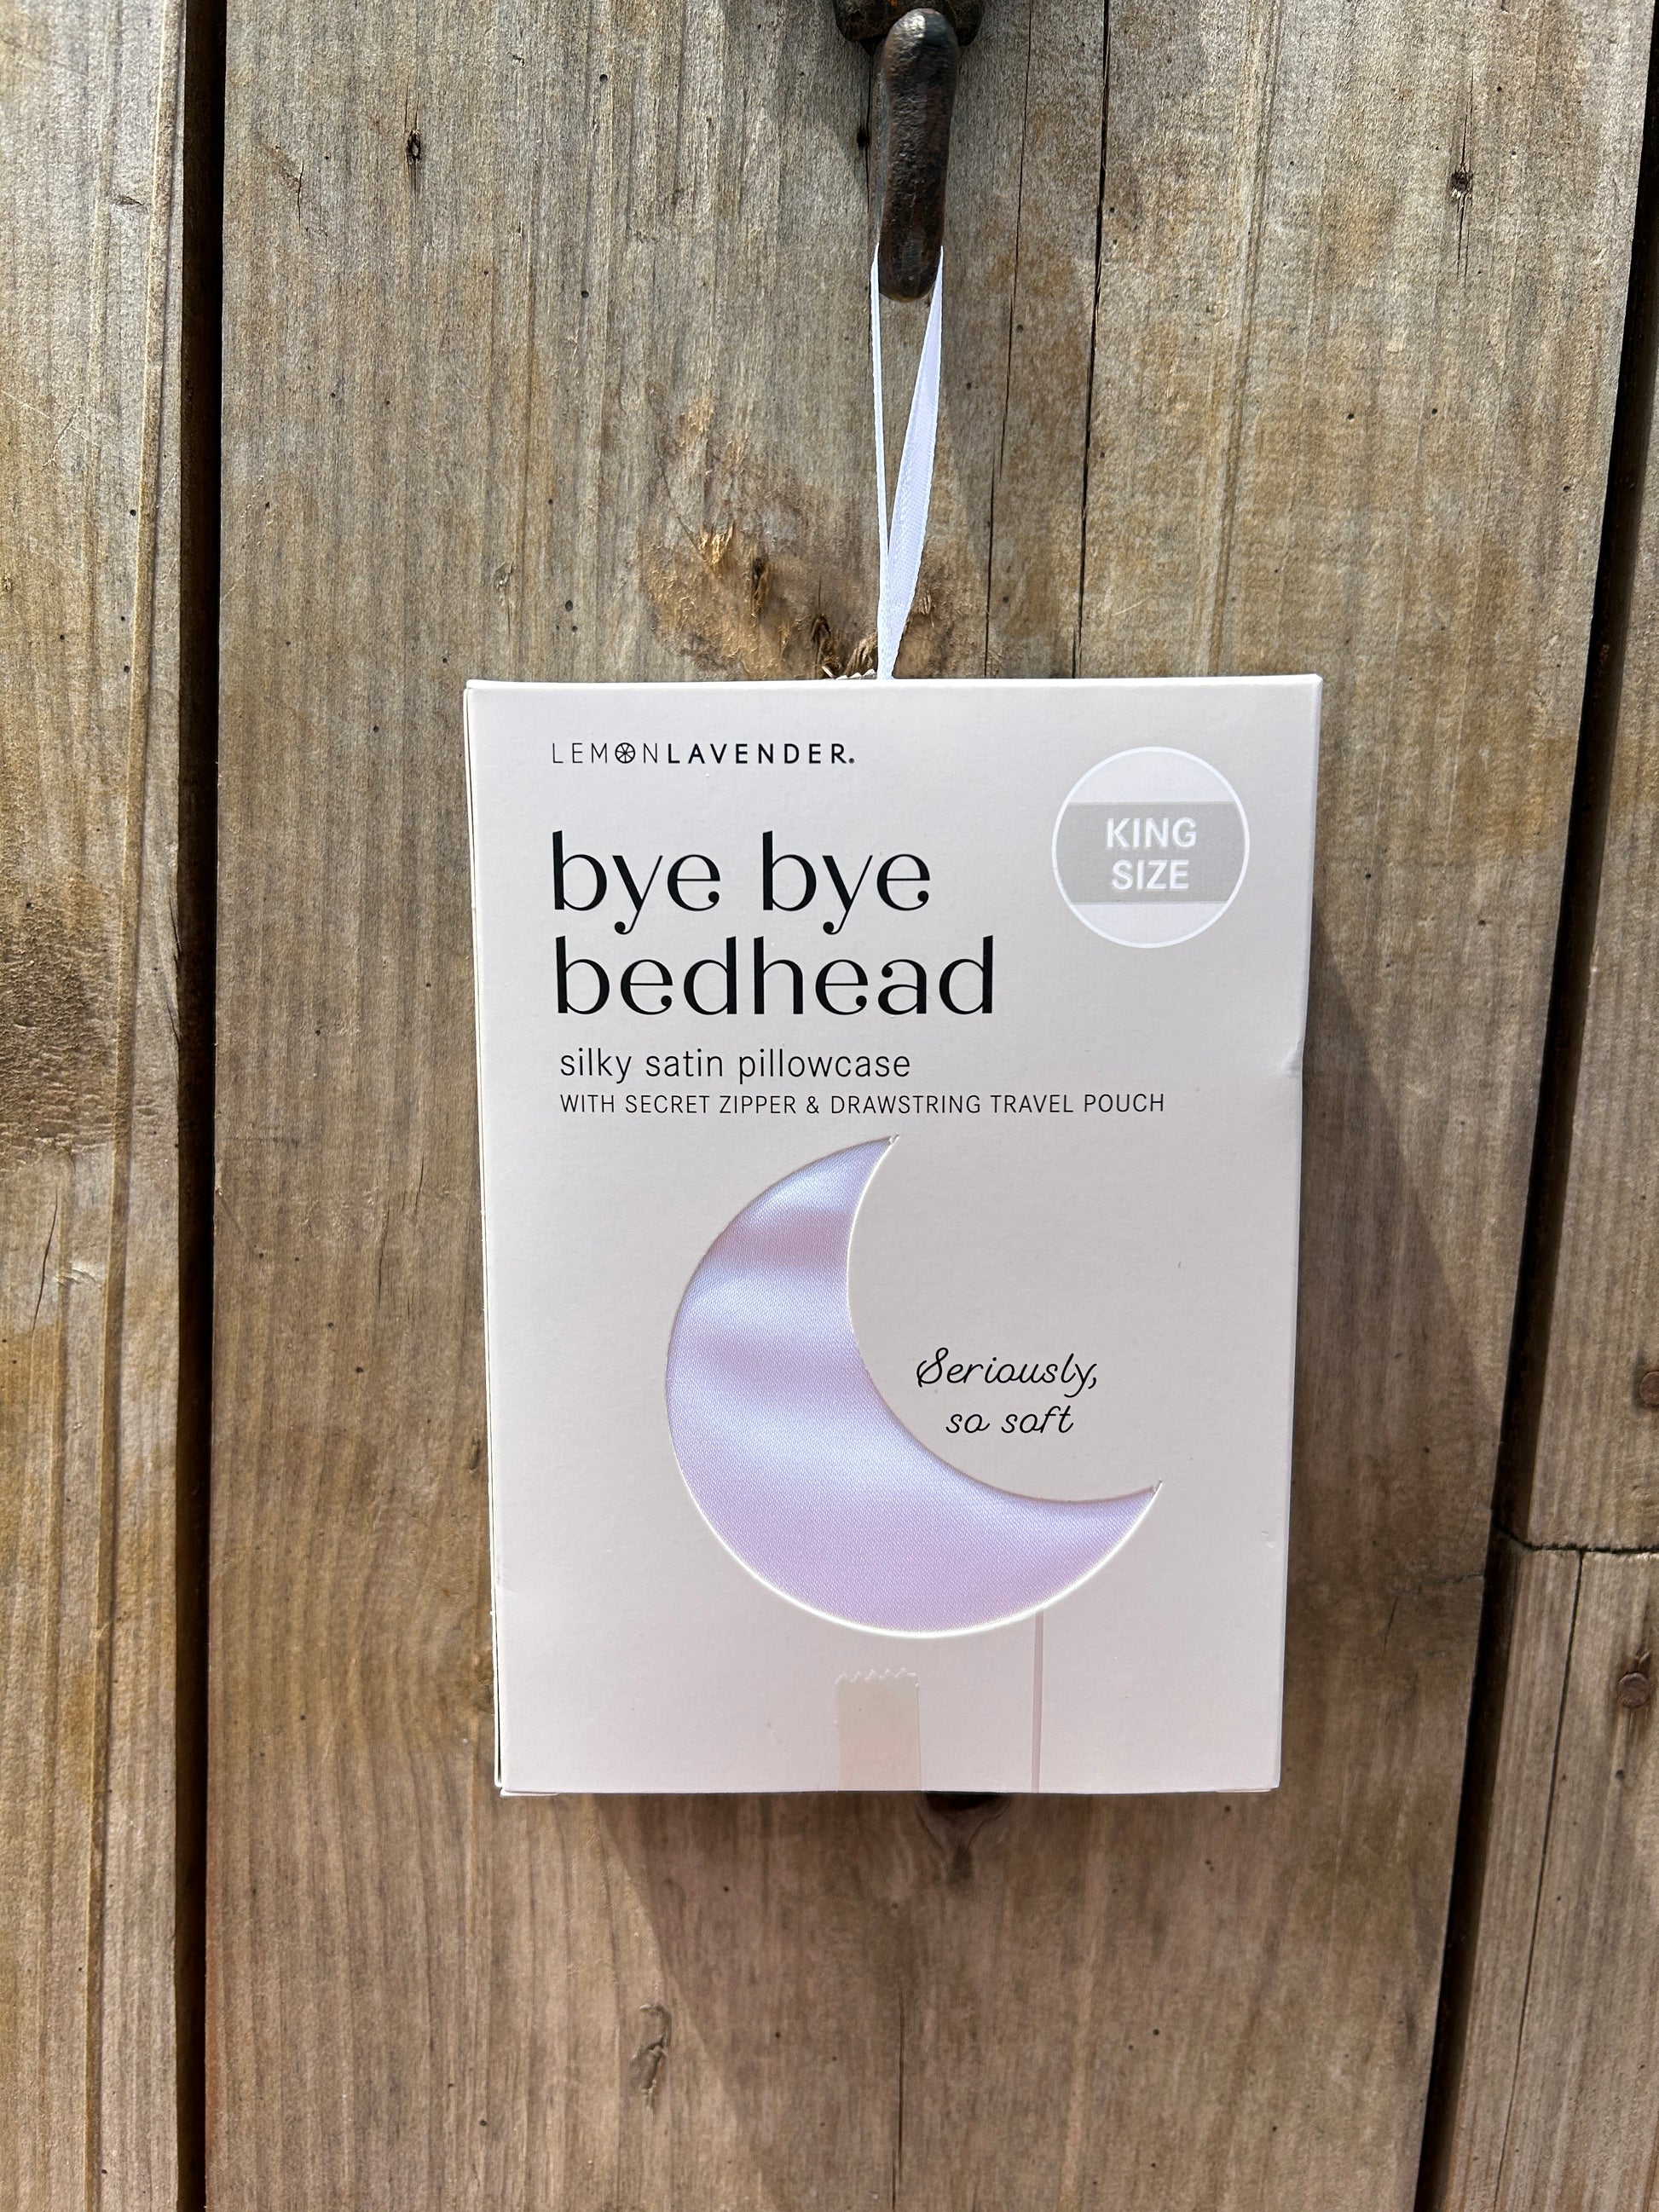 LEMONLAVENDER.
KING
SIZE
bye bye
bedhead
silky satin pillowcase
WITH SECRET ZIPPER & DRAWSTRING TRAVEL POUCH
Seriously,
so soft